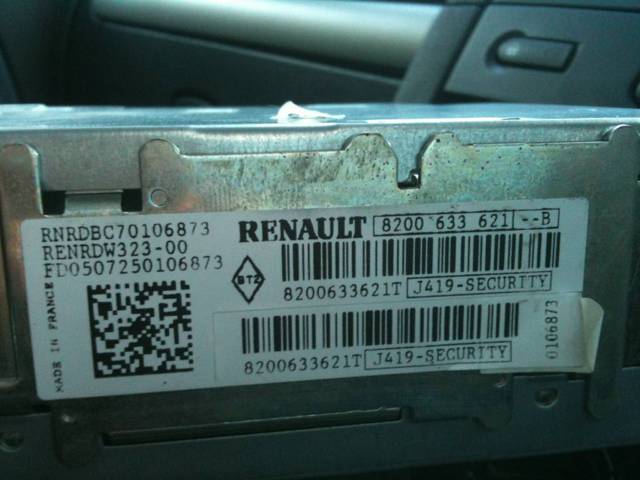 RNRDBC70106873
RENRDW323-00
FD0507250106873
MADE IN FRANCE
RENAULT 8200 633 621 --B
BTZ
8200633621T J419-SECURITY
8200633621T J419-SECURITY
0106873